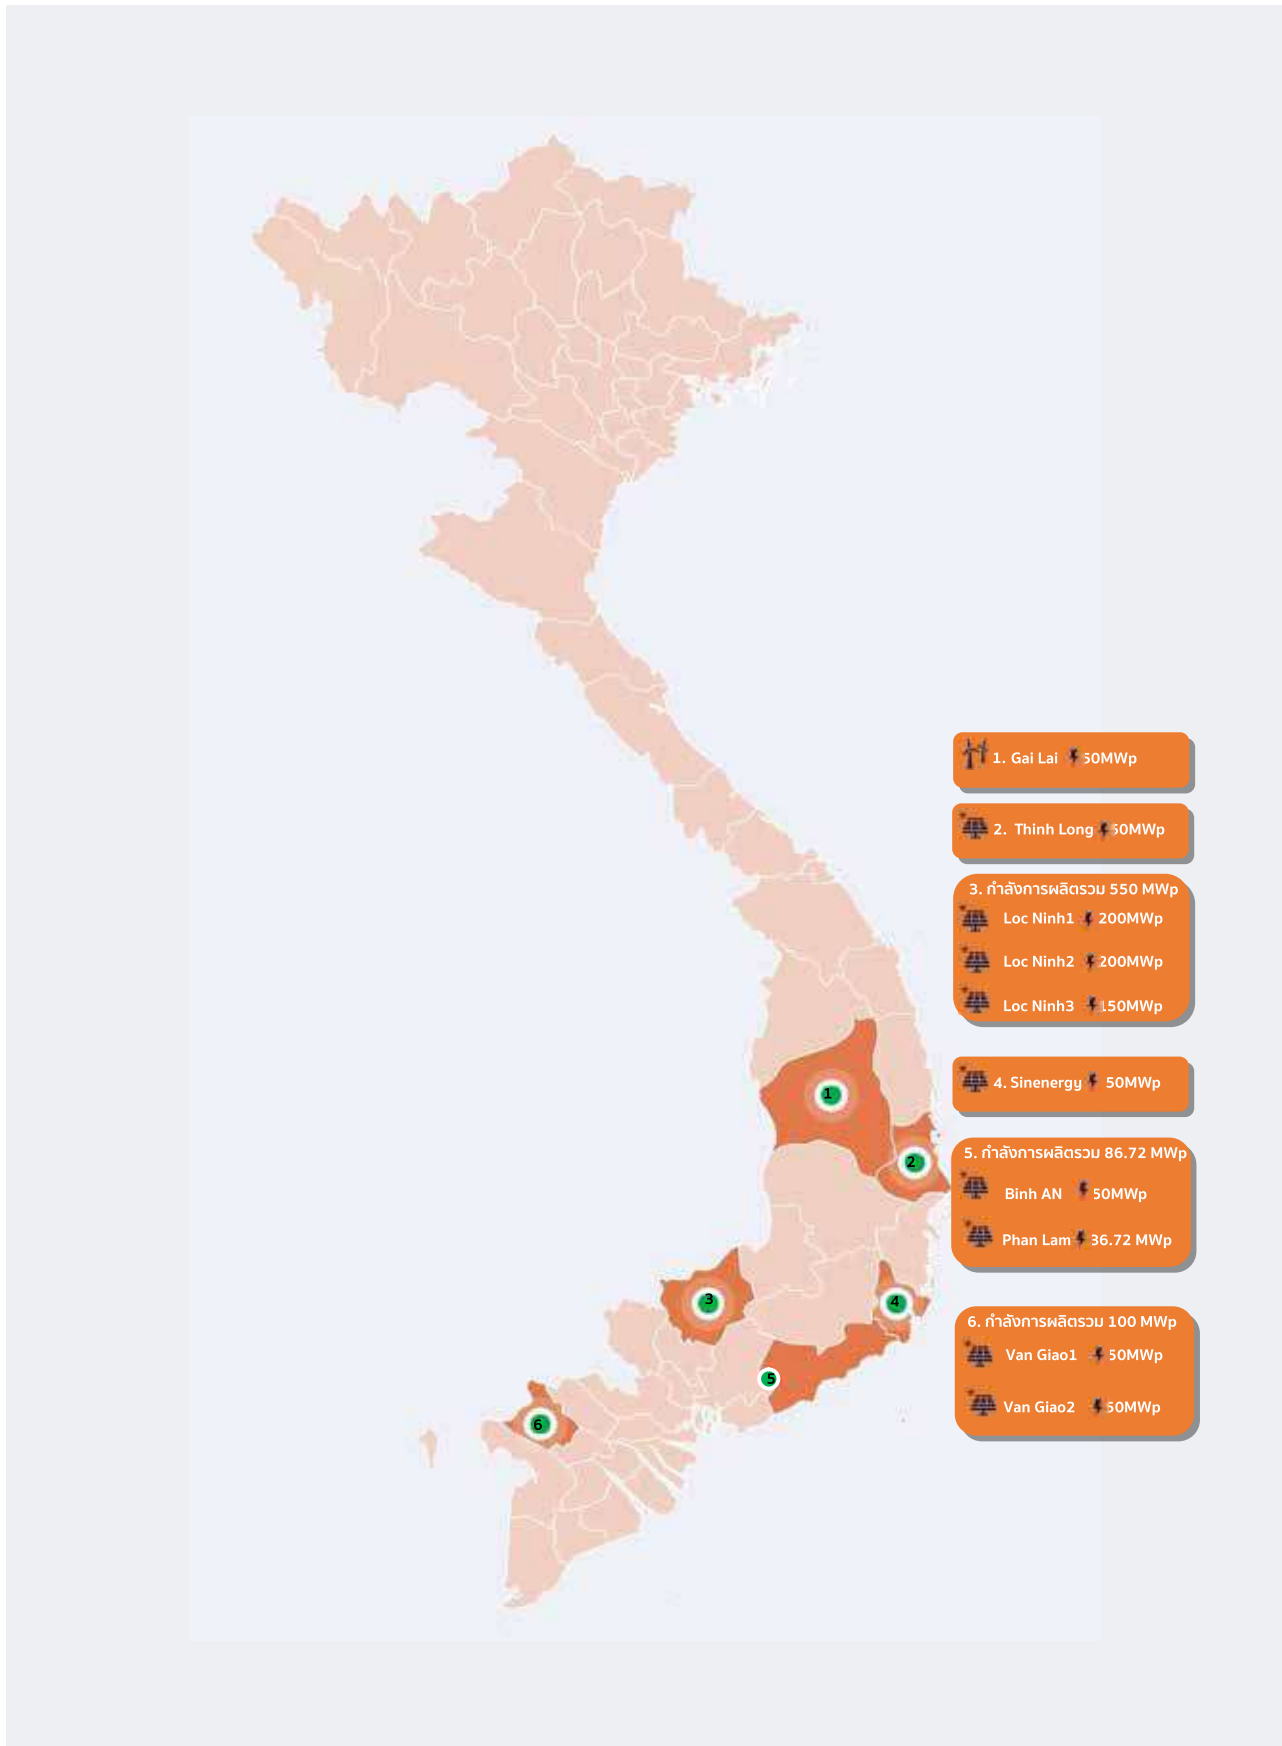 1. Gai Lai 50MWp
2. Thinh Long 50MWp
3. กำลังการผลิตรวม 550 MWp
Loc Ninh1 200MWp
Loc Ninh2 200MWp
Loc Ninh3 150MWp
4. Sinenergy 50MWp
5. กำลังการผลิตรวม 86.72 MWp
Binh AN 50MWp
Phan Lam 36.72 MWp
6. กำลังการผลิตรวม 100 MWp
Van Giao1 50MWp
Van Giao2 50MWp
1
2
3
4
5
6